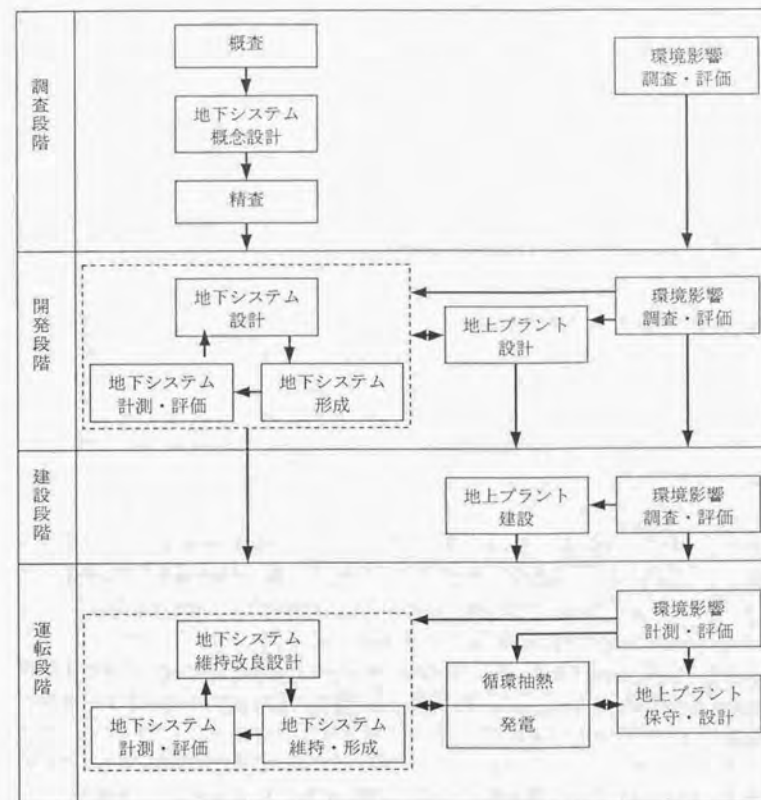 調査段階
概査
地下システム
概念設計
精査
環境影響
調査・評価
開発段階
地下システム
設計
地下システム
計測・評価
地下システム
形成
地上プラント
設計
環境影響
調査・評価
建設段階
地上プラント
建設
環境影響
調査・評価
運転段階
地下システム
維持改良設計
地下システム
計測・評価
地下システム
維持・形成
循環抽熱
発電
環境影響
計測・評価
地上プラント
保守・設計